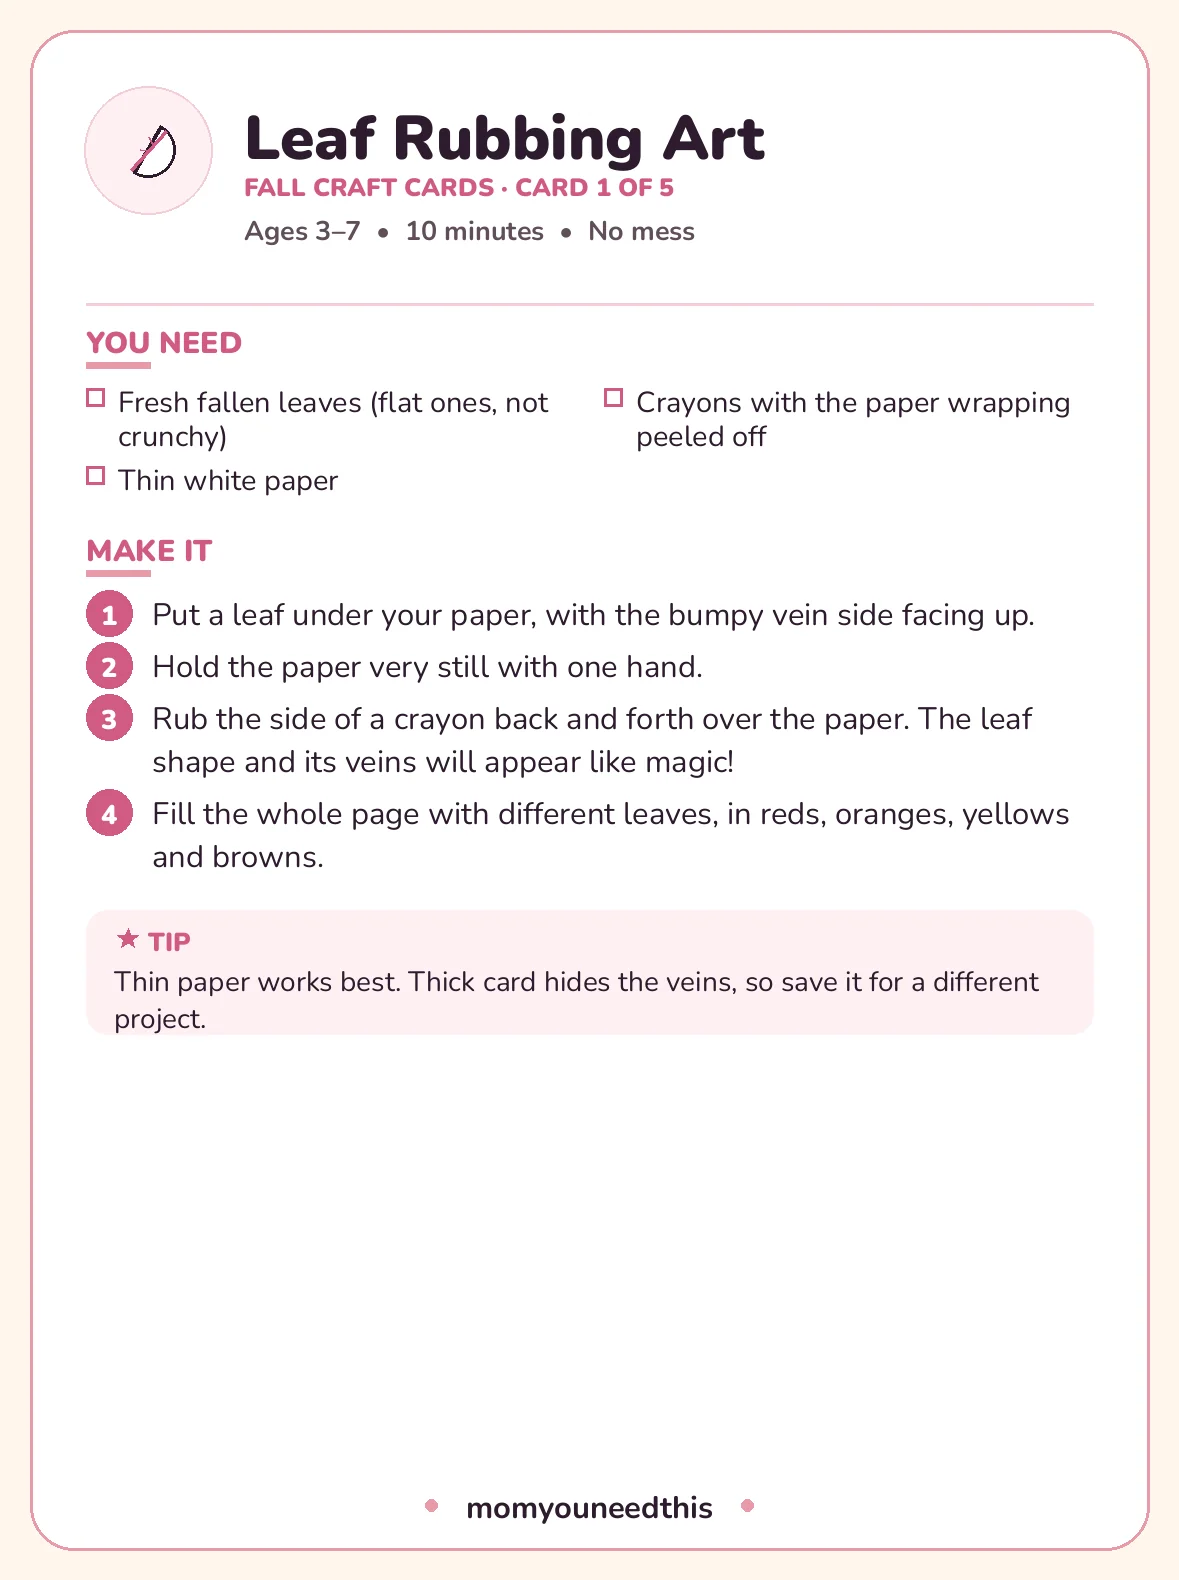 Leaf Rubbing Art
FALL CRAFT CARDS · CARD 1 OF 5
Ages 3–7 • 10 minutes • No mess
YOU NEED
Fresh fallen leaves (flat ones, not
crunchy)
Crayons with the paper wrapping
peeled off
Thin white paper
MAKE IT
1 Put a leaf under your paper, with the bumpy vein side facing up.
2 Hold the paper very still with one hand.
3 Rub the side of a crayon back and forth over the paper. The leaf
shape and its veins will appear like magic!
4 Fill the whole page with different leaves, in reds, oranges, yellows
and browns.
★ TIP
Thin paper works best. Thick card hides the veins, so save it for a different
project.
• momyouneedthis •